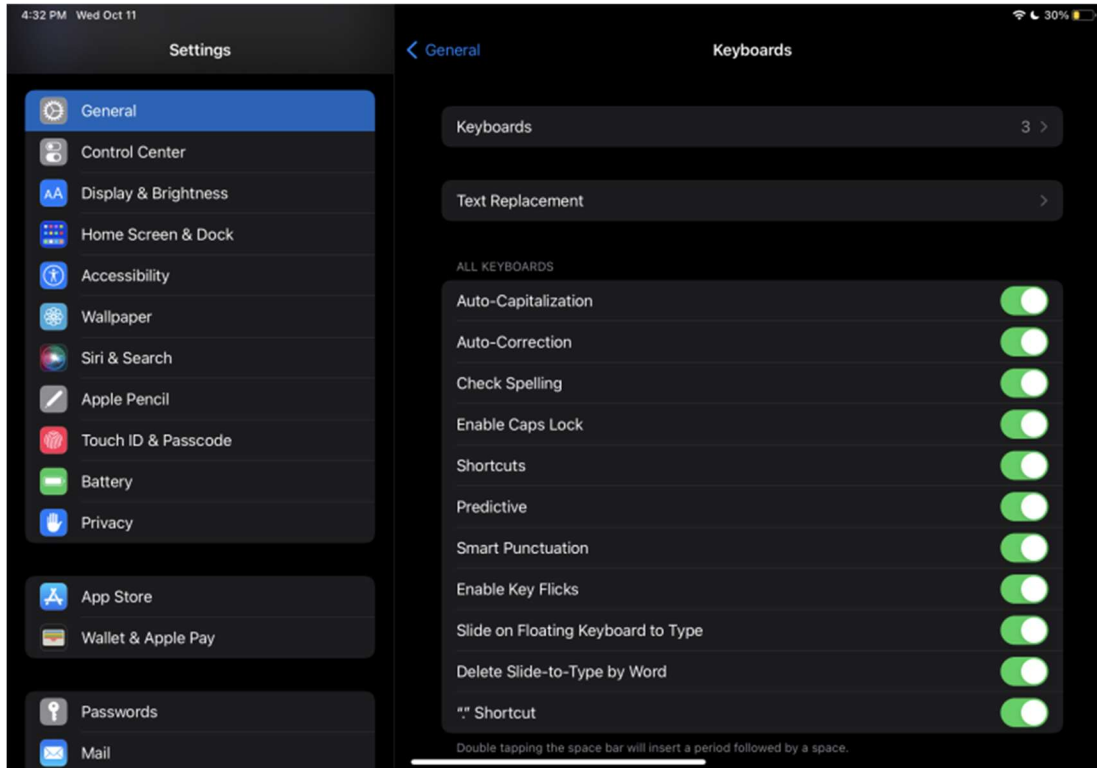 4:32 PM Wed Oct 11
30%
Settings
General
Control Center
AA Display & Brightness
Home Screen & Dock
Accessibility
Wallpaper
Siri & Search
Apple Pencil
Touch ID & Passcode
Battery
Privacy
App Store
Wallet & Apple Pay
Passwords
Mail
General
Keyboards
Keyboards 3
Text Replacement
ALL KEYBOARDS
Auto-Capitalization
Auto-Correction
Check Spelling
Enable Caps Lock
Shortcuts
Predictive
Smart Punctuation
Enable Key Flicks
Slide on Floating Keyboard to Type
Delete Slide-to-Type by Word
“.” Shortcut
Double tapping the space bar will insert a period followed by a space.